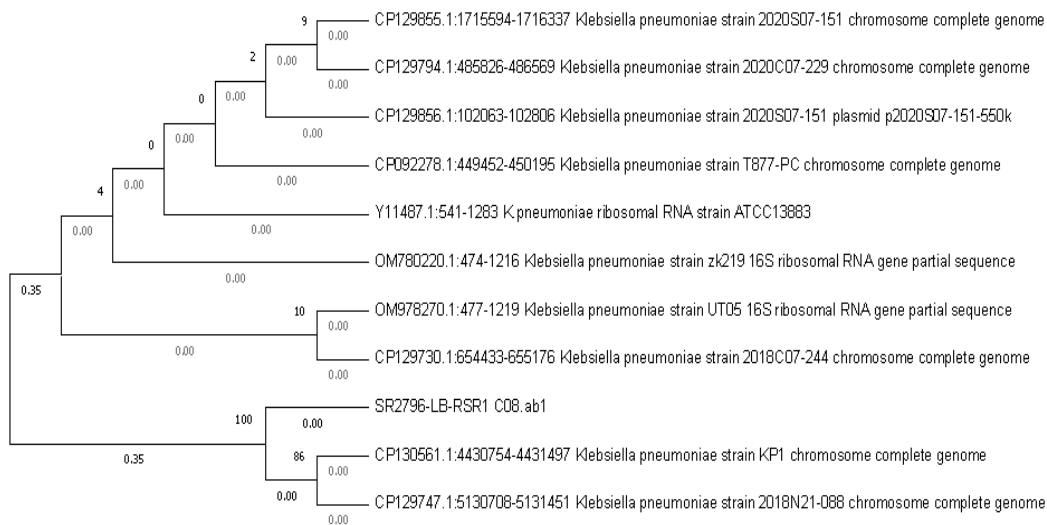 9
CP129855.1:1715594-1716337 Klebsiella pneumoniae strain 2020S07-151 chromosome complete genome
0.00
0.00
2
CP129794.1:485826-486569 Klebsiella pneumoniae strain 2020C07-229 chromosome complete genome
0.00
0.00
0
CP129856.1:102063-102806 Klebsiella pneumoniae strain 2020S07-151 plasmid p2020S07-151-550k
0.00
0.00
0
CP092278.1:449452-450195 Klebsiella pneumoniae strain T877-PC chromosome complete genome
0.00
0.00
4
Y11487.1:541-1283 K.pneumoniae ribosomal RNA strain ATCC13883
0.00
0.00
OM780220.1:474-1216 Klebsiella pneumoniae strain zk219 16S ribosomal RNA gene partial sequence
0.00
0.35
10
OM978270.1:477-1219 Klebsiella pneumoniae strain UT05 16S ribosomal RNA gene partial sequence
0.00
0.00
CP129730.1:654433-655176 Klebsiella pneumoniae strain 2018C07-244 chromosome complete genome
0.00
SR2796-LB-RSR1 C08.ab1
100
0.00
0.35
86
CP130561.1:4430754-4431497 Klebsiella pneumoniae strain KP1 chromosome complete genome
0.00
0.00
CP129747.1:5130708-5131451 Klebsiella pneumoniae strain 2018N21-088 chromosome complete genome
0.00